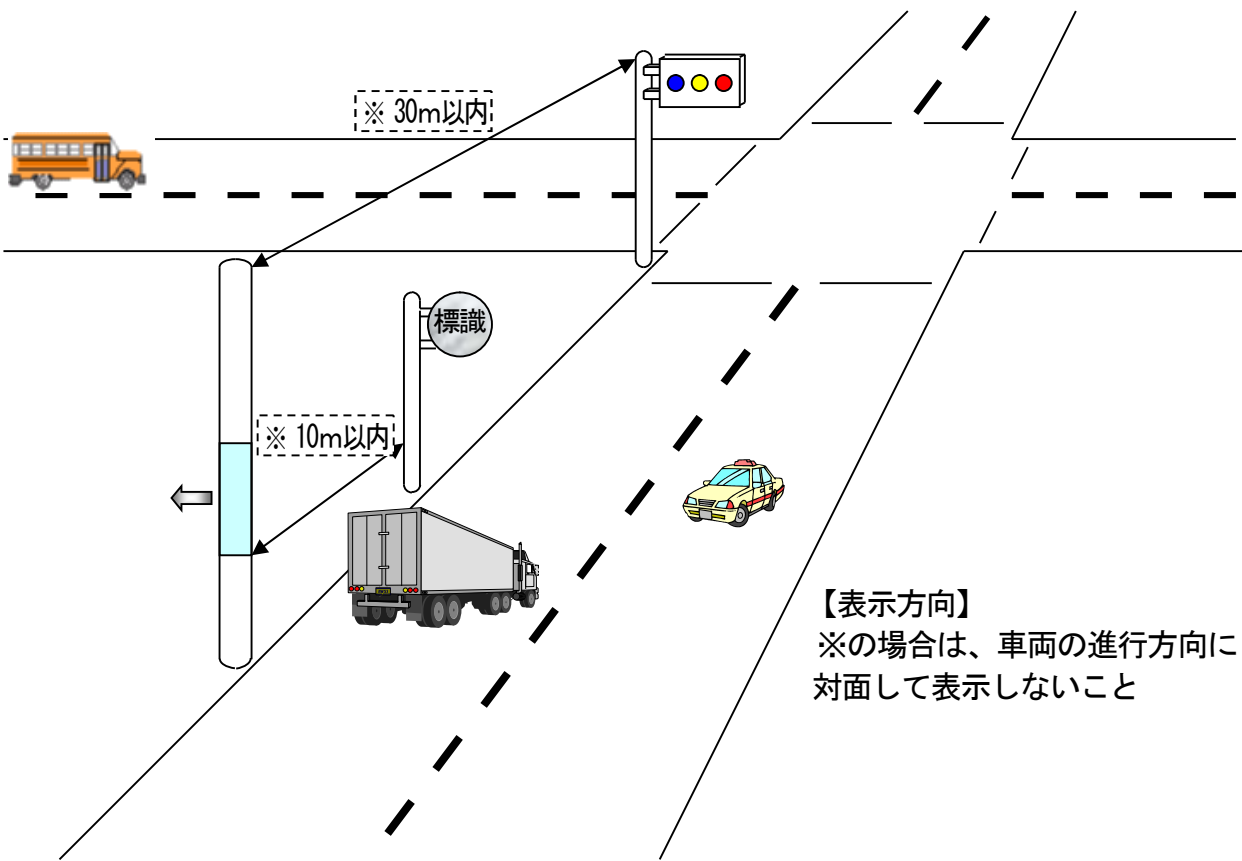 ※ 30m以内
標識
※ 10m以内
【表示方向】
※の場合は、車両の進行方向に
対面して表示しないこと